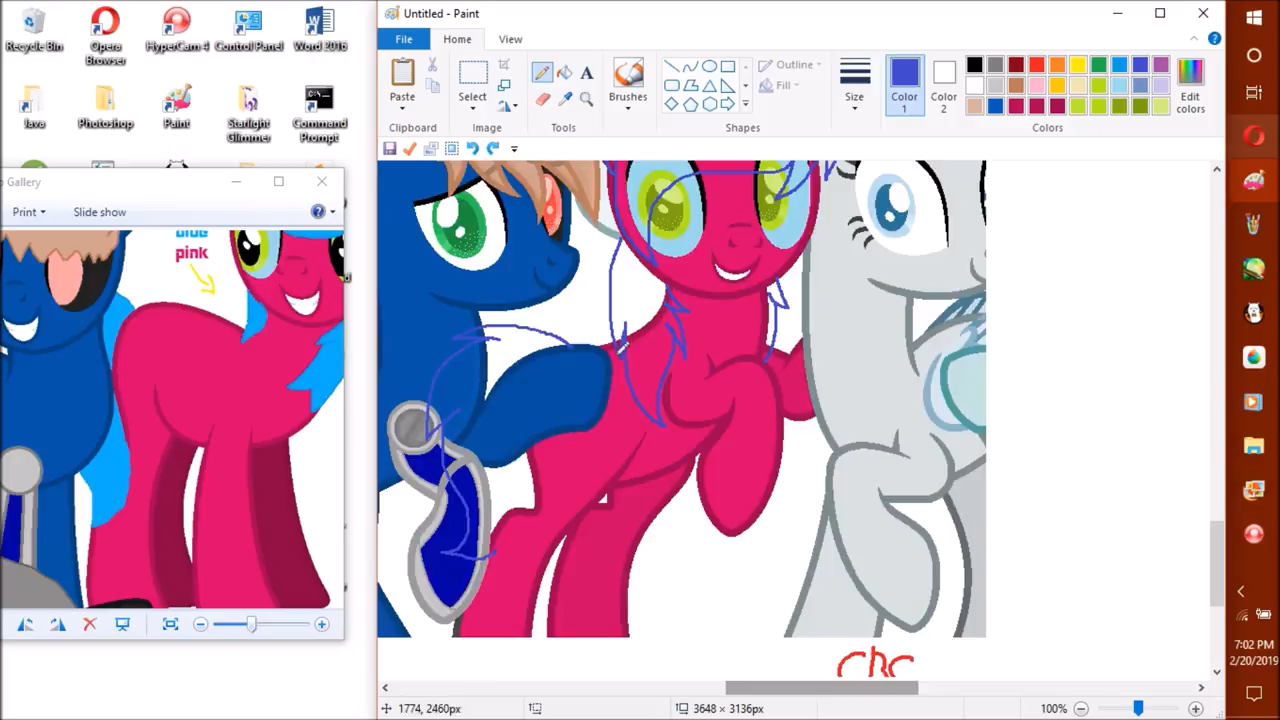 Recycle Bin
Opera Browser
HyperCam 4
Control Panel
Word 2016
Java
Photoshop
Paint
Starlight Glimmer
Command Prompt
Gallery
Print
Slide show
blue
pink
Untitled - Paint
File
Home
View
Paste
Select
Brushes
Outline
Fill
Size
Color 1
Color 2
Edit colors
Clipboard
Image
Tools
Shapes
Colors
chc
1774, 2460px
3648 × 3136px
100%
7:02 PM
2/20/2019